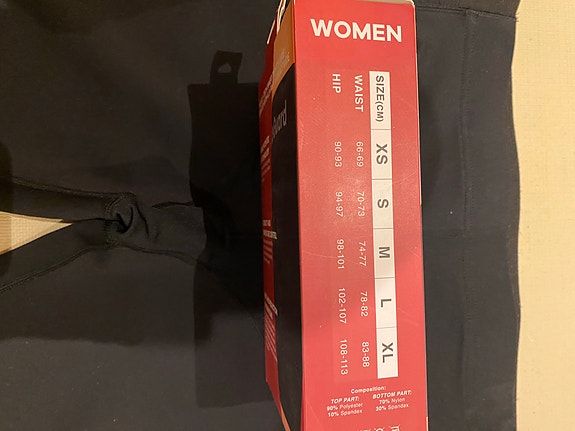 WOMEN
SIZE(CM) XS S M L XL
WAIST 66-69 70-73 74-77 78-82 83-88
HIP 90-93 94-97 98-101 102-107 108-113
Composition:
TOP PART:
90% Polyester
10% Spandex
BOTTOM PART:
70% Nylon
30% Spandex